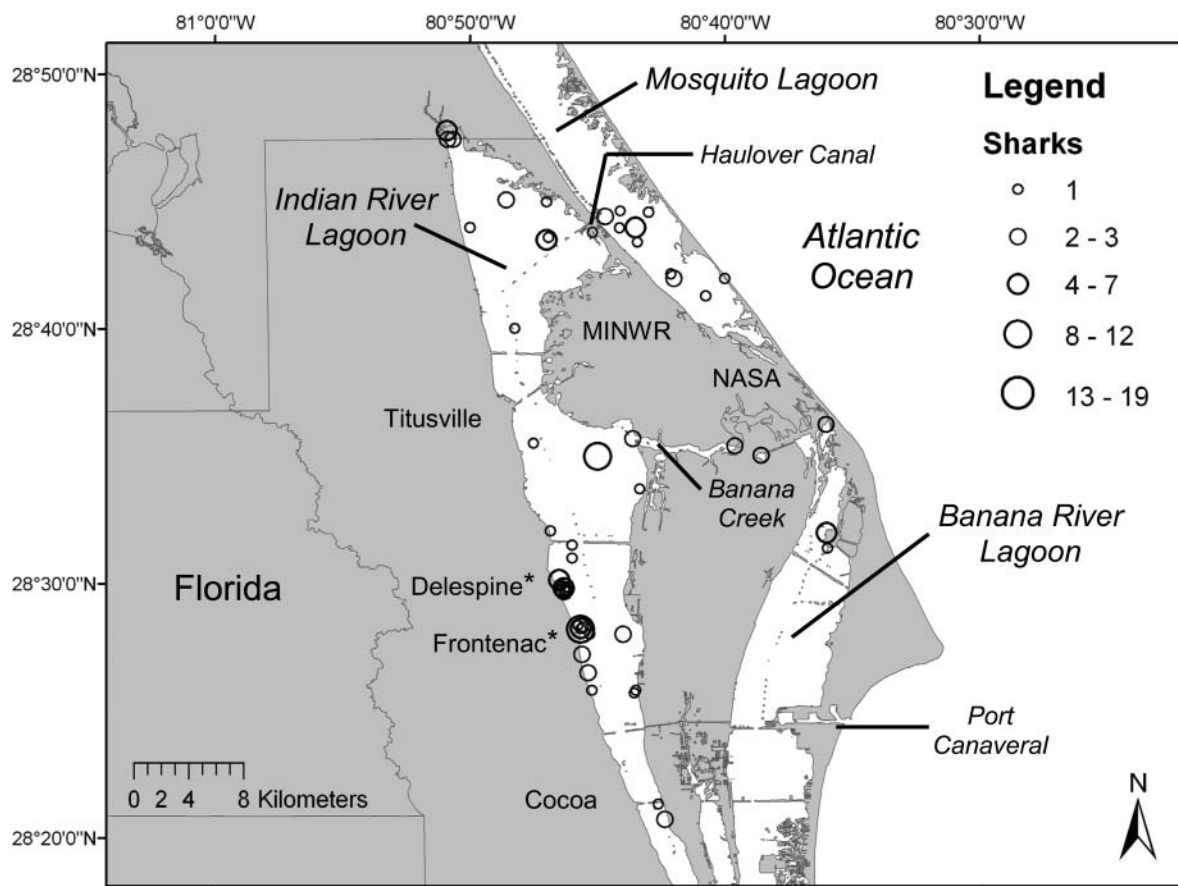 81°0'0"W
80°50'0"W
80°40'0"W
80°30'0"W
28°50'0"N
28°40'0"N
28°30'0"N
28°20'0"N
Mosquito Lagoon
Haulover Canal
Indian River
Lagoon
Atlantic
Ocean
MINWR
NASA
Titusville
Banana
Creek
Banana River
Lagoon
Florida
Delespine*
Frontenac*
Port
Canaveral
Cocoa
0 2 4 8 Kilometers
N
Legend
Sharks
1
2 - 3
4 - 7
8 - 12
13 - 19